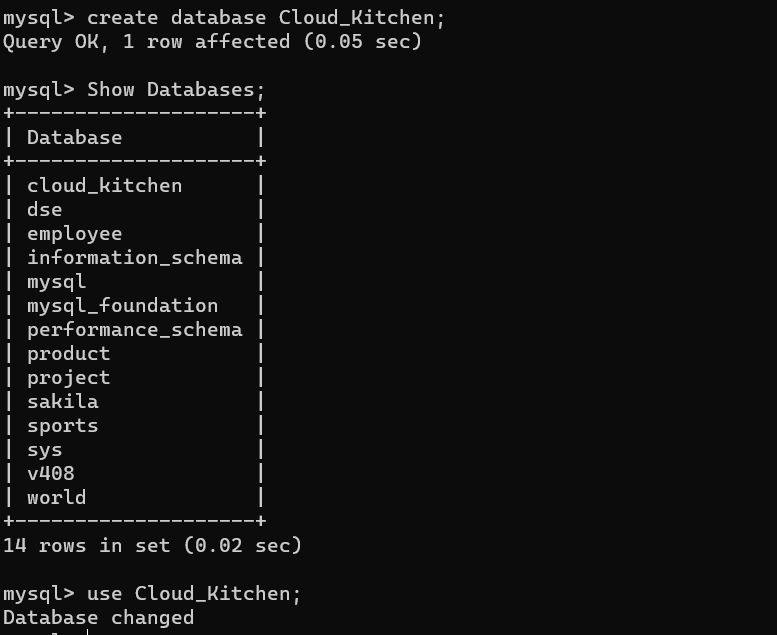 mysql> create database Cloud_Kitchen;
Query OK, 1 row affected (0.05 sec)
mysql> Show Databases;
+--------------------+
| Database           |
+--------------------+
| cloud_kitchen      |
| dse                |
| employee           |
| information_schema |
| mysql              |
| mysql_foundation   |
| performance_schema |
| product            |
| project            |
| sakila             |
| sports             |
| sys                |
| v408               |
| world              |
+--------------------+
14 rows in set (0.02 sec)
mysql> use Cloud_Kitchen;
Database changed